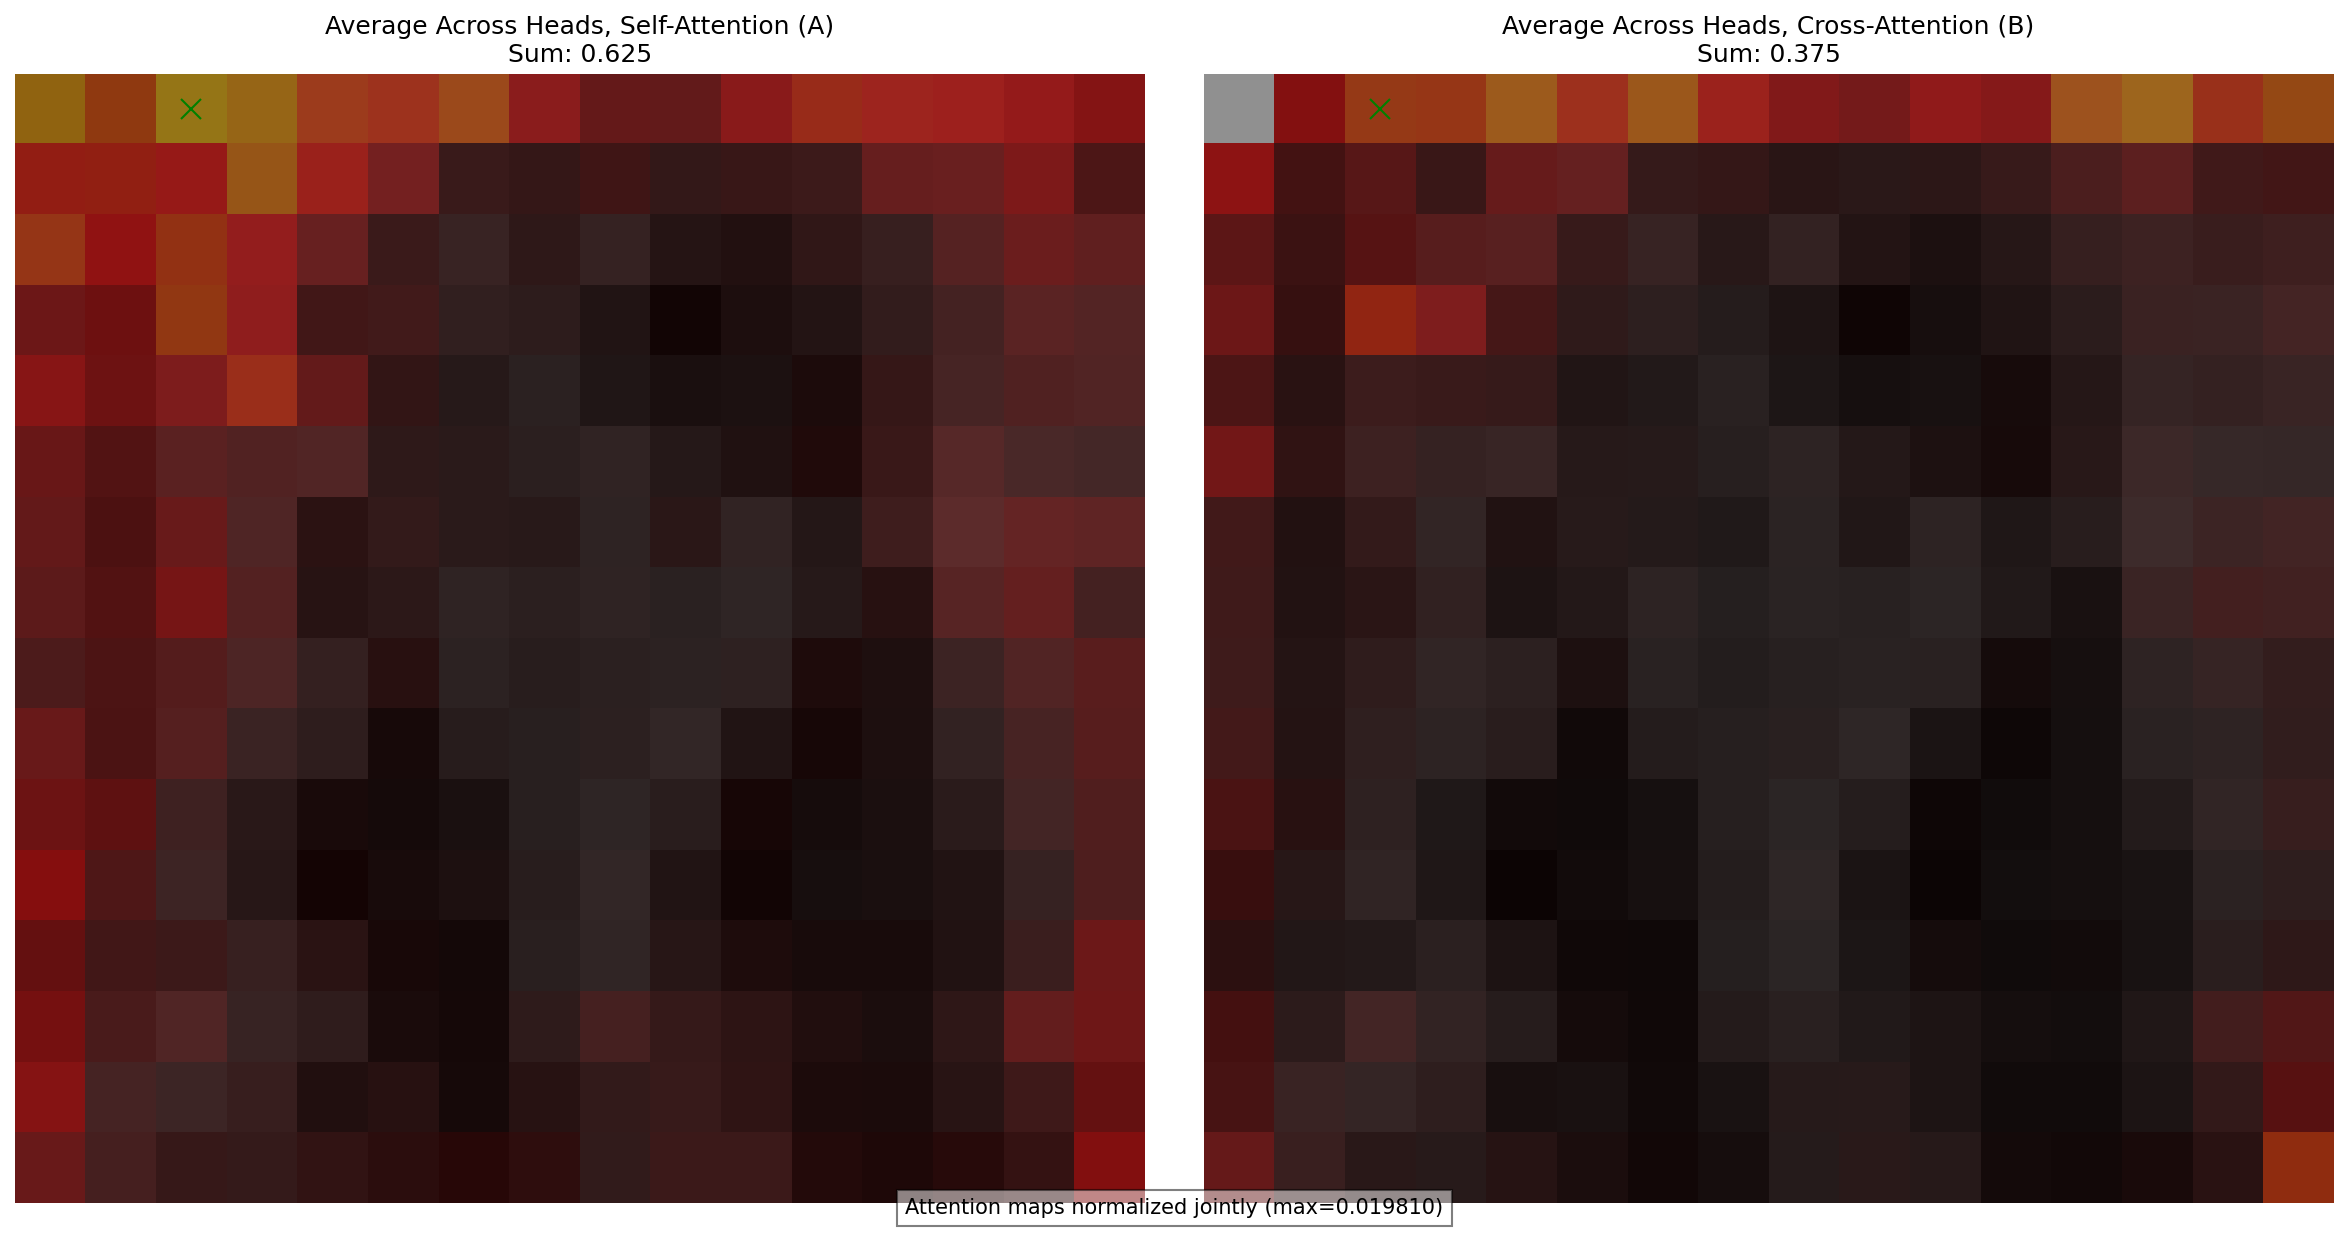 Average Across Heads, Self-Attention (A)
Sum: 0.625
Average Across Heads, Cross-Attention (B)
Sum: 0.375
Attention maps normalized jointly (max=0.019810)